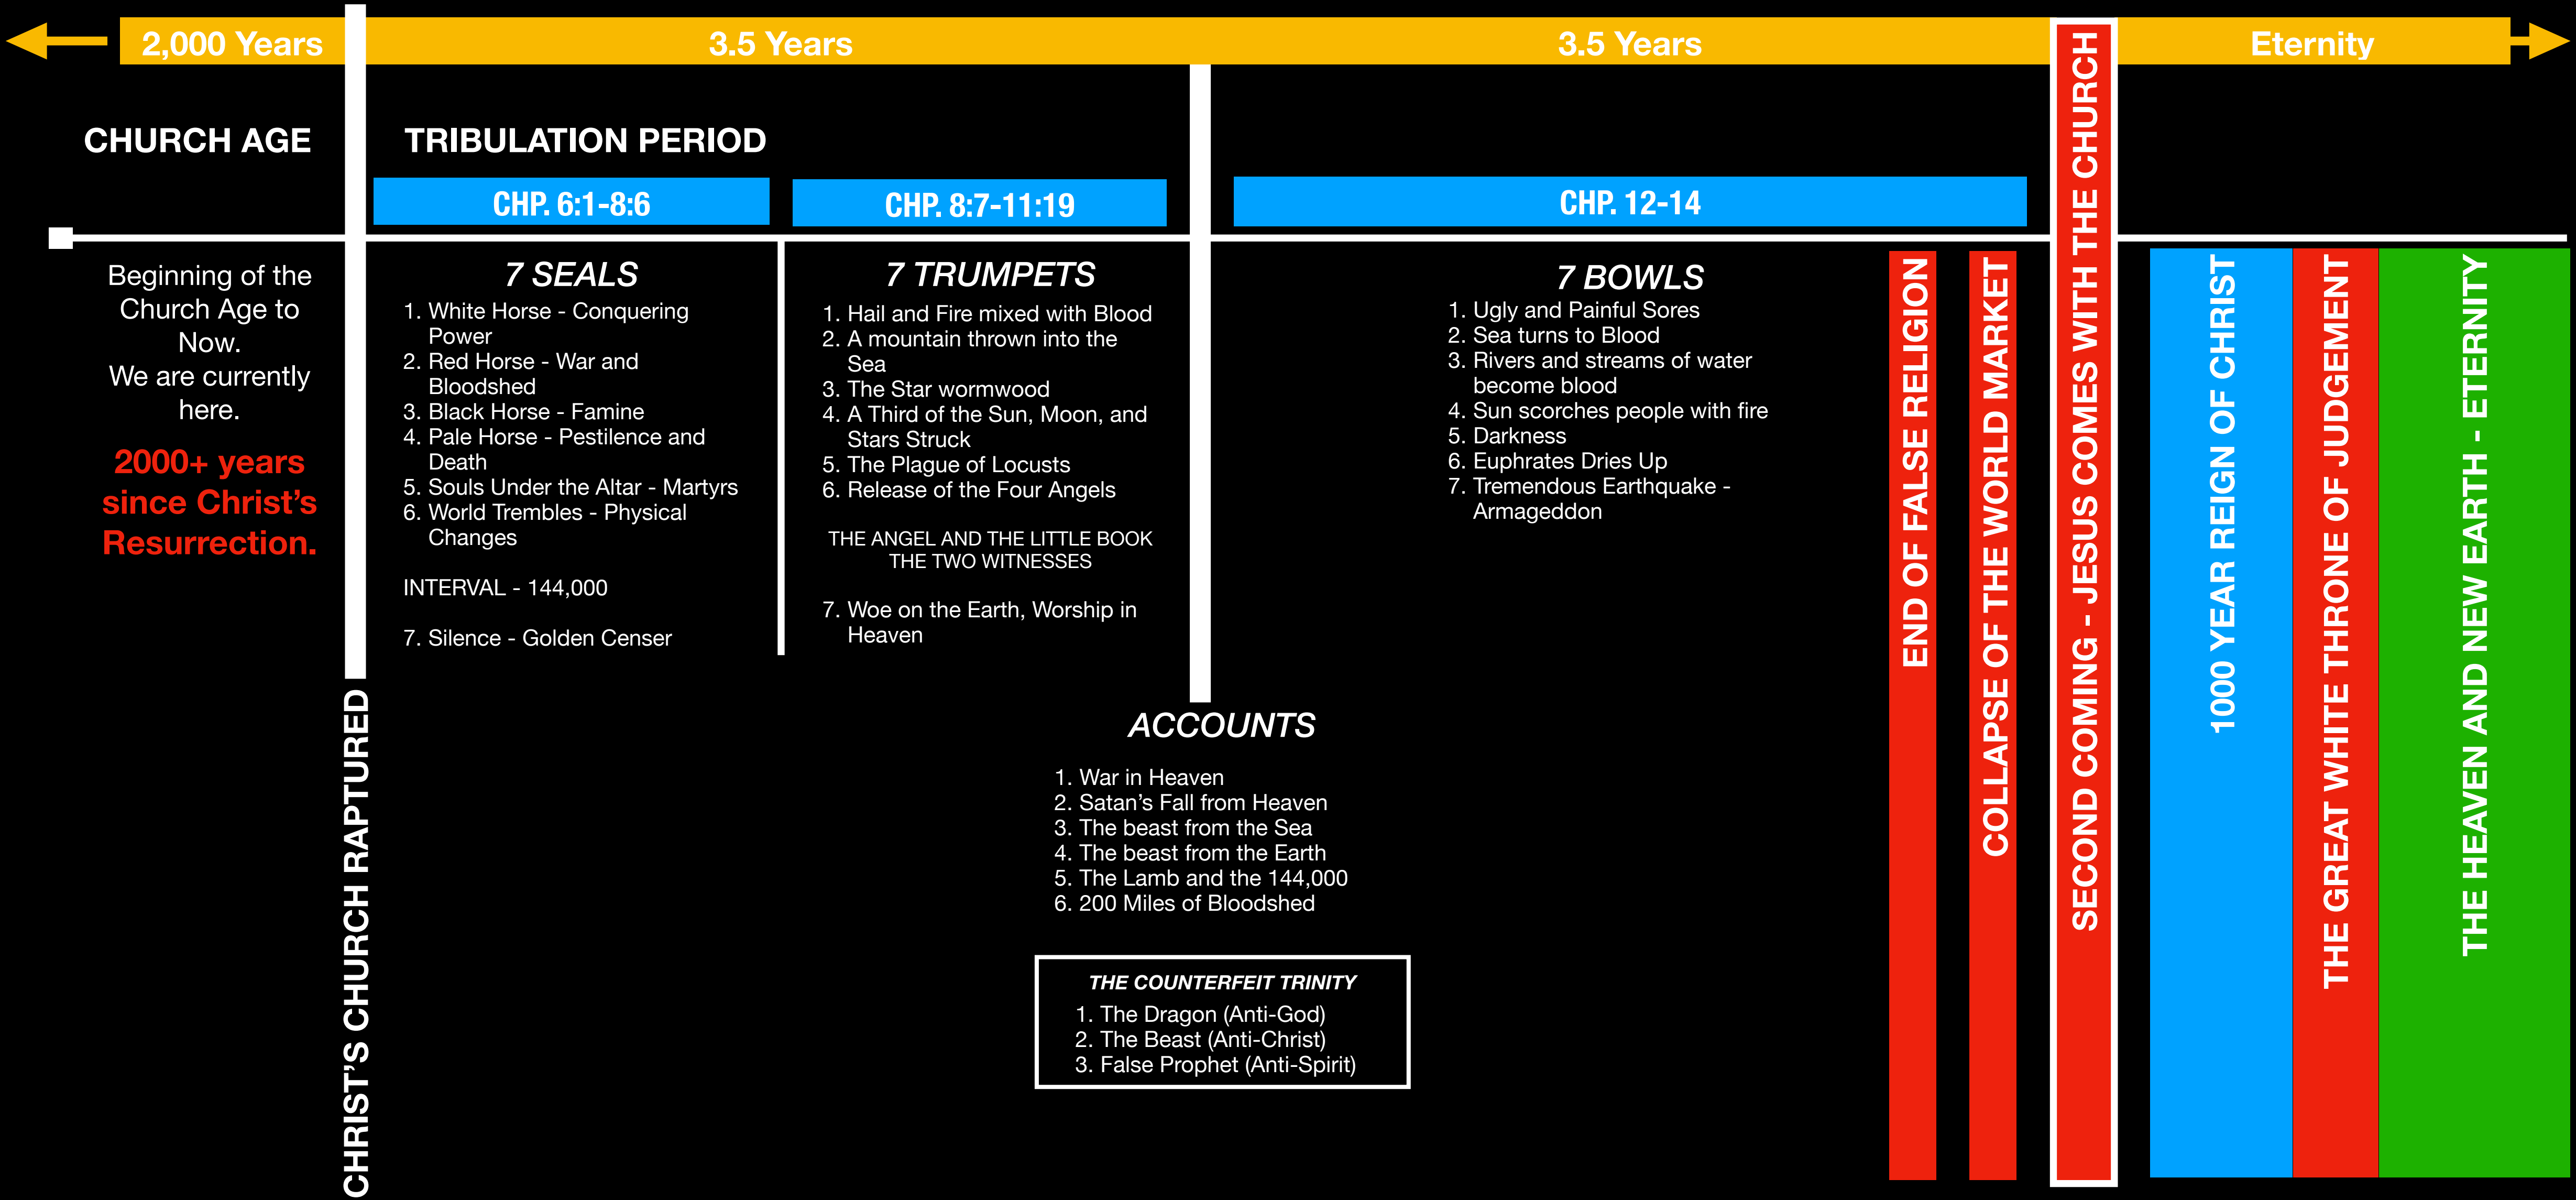 2,000 Years
3.5 Years
3.5 Years
Eternity
CHURCH AGE
TRIBULATION PERIOD
CHP. 6:1-8:6
CHP. 8:7-11:19
CHP. 12-14
Beginning of the
Church Age to
Now.
We are currently
here.
2000+ years
since Christ’s
Resurrection.
CHRIST’S CHURCH RAPTURED
7 SEALS
1. White Horse - Conquering
Power
2. Red Horse - War and
Bloodshed
3. Black Horse - Famine
4. Pale Horse - Pestilence and
Death
5. Souls Under the Altar - Martyrs
6. World Trembles - Physical
Changes
INTERVAL - 144,000
7. Silence - Golden Censer
7 TRUMPETS
1. Hail and Fire mixed with Blood
2. A mountain thrown into the
Sea
3. The Star wormwood
4. A Third of the Sun, Moon, and
Stars Struck
5. The Plague of Locusts
6. Release of the Four Angels
THE ANGEL AND THE LITTLE BOOK
THE TWO WITNESSES
7. Woe on the Earth, Worship in
Heaven
ACCOUNTS
1. War in Heaven
2. Satan’s Fall from Heaven
3. The beast from the Sea
4. The beast from the Earth
5. The Lamb and the 144,000
6. 200 Miles of Bloodshed
THE COUNTERFEIT TRINITY
1. The Dragon (Anti-God)
2. The Beast (Anti-Christ)
3. False Prophet (Anti-Spirit)
7 BOWLS
1. Ugly and Painful Sores
2. Sea turns to Blood
3. Rivers and streams of water
become blood
4. Sun scorches people with fire
5. Darkness
6. Euphrates Dries Up
7. Tremendous Earthquake -
Armageddon
END OF FALSE RELIGION
COLLAPSE OF THE WORLD MARKET
SECOND COMING - JESUS COMES WITH THE CHURCH
1000 YEAR REIGN OF CHRIST
THE GREAT WHITE THRONE OF JUDGEMENT
THE HEAVEN AND NEW EARTH - ETERNITY